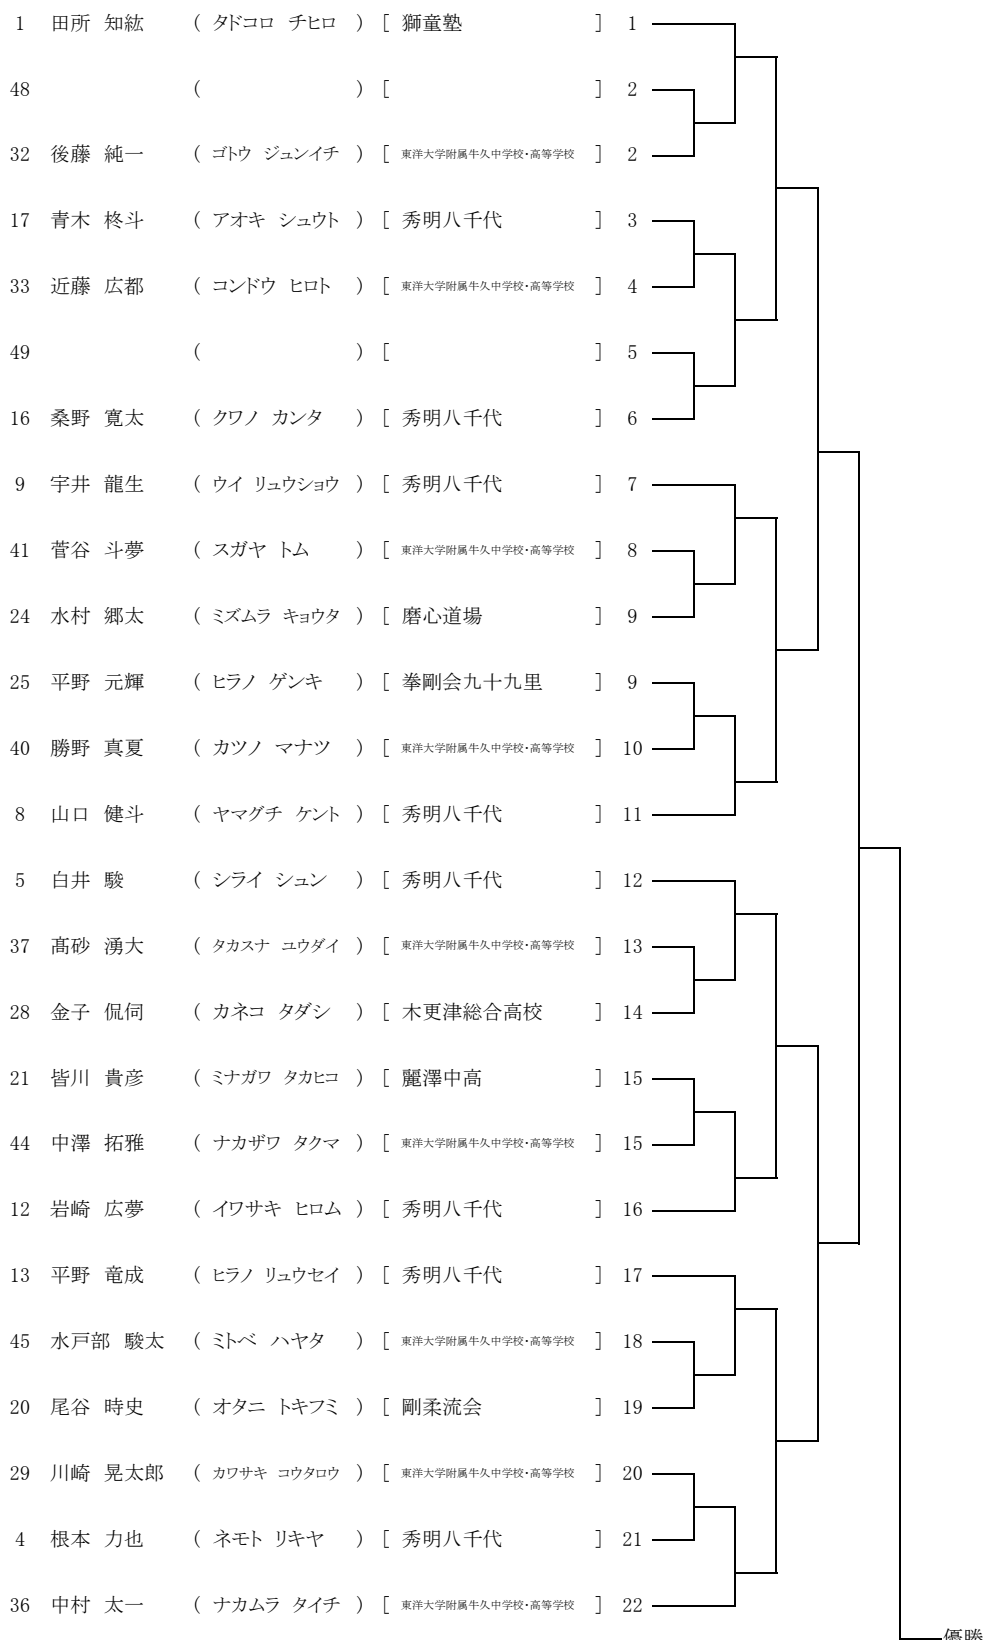 1 田所 知紘 ( タドコロ チヒロ ) [ 獅童塾 ] 1
48 ( ) [ ] 2
32 後藤 純一 ( ゴトウ ジュンイチ ) [ 東洋大学附属牛久中学校・高等学校 ] 2
17 青木 柊斗 ( アオキ シュウト ) [ 秀明八千代 ] 3
33 近藤 広都 ( コンドウ ヒロト ) [ 東洋大学附属牛久中学校・高等学校 ] 4
49 ( ) [ ] 5
16 桑野 寛太 ( クワノ カンタ ) [ 秀明八千代 ] 6
9 宇井 龍生 ( ウイ リュウショウ ) [ 秀明八千代 ] 7
41 菅谷 斗夢 ( スガヤ トム ) [ 東洋大学附属牛久中学校・高等学校 ] 8
24 水村 郷太 ( ミズムラ キョウタ ) [ 磨心道場 ] 9
25 平野 元輝 ( ヒラノ ゲンキ ) [ 拳剛会九十九里 ] 9
40 勝野 真夏 ( カツノ マナツ ) [ 東洋大学附属牛久中学校・高等学校 ] 10
8 山口 健斗 ( ヤマグチ ケント ) [ 秀明八千代 ] 11
5 白井 駿 ( シライ シュン ) [ 秀明八千代 ] 12
37 髙砂 湧大 ( タカスナ ユウダイ ) [ 東洋大学附属牛久中学校・高等学校 ] 13
28 金子 侃伺 ( カネコ タダシ ) [ 木更津総合高校 ] 14
21 皆川 貴彦 ( ミナガワ タカヒコ ) [ 麗澤中高 ] 15
44 中澤 拓雅 ( ナカザワ タクマ ) [ 東洋大学附属牛久中学校・高等学校 ] 15
12 岩崎 広夢 ( イワサキ ヒロム ) [ 秀明八千代 ] 16
13 平野 竜成 ( ヒラノ リュウセイ ) [ 秀明八千代 ] 17
45 水戸部 駿太 ( ミトベ ハヤタ ) [ 東洋大学附属牛久中学校・高等学校 ] 18
20 尾谷 時史 ( オタニ トキフミ ) [ 剛柔流会 ] 19
29 川崎 晃太郎 ( カワサキ コウタロウ ) [ 東洋大学附属牛久中学校・高等学校 ] 20
4 根本 力也 ( ネモト リキヤ ) [ 秀明八千代 ] 21
36 中村 太一 ( ナカムラ タイチ ) [ 東洋大学附属牛久中学校・高等学校 ] 22
優勝